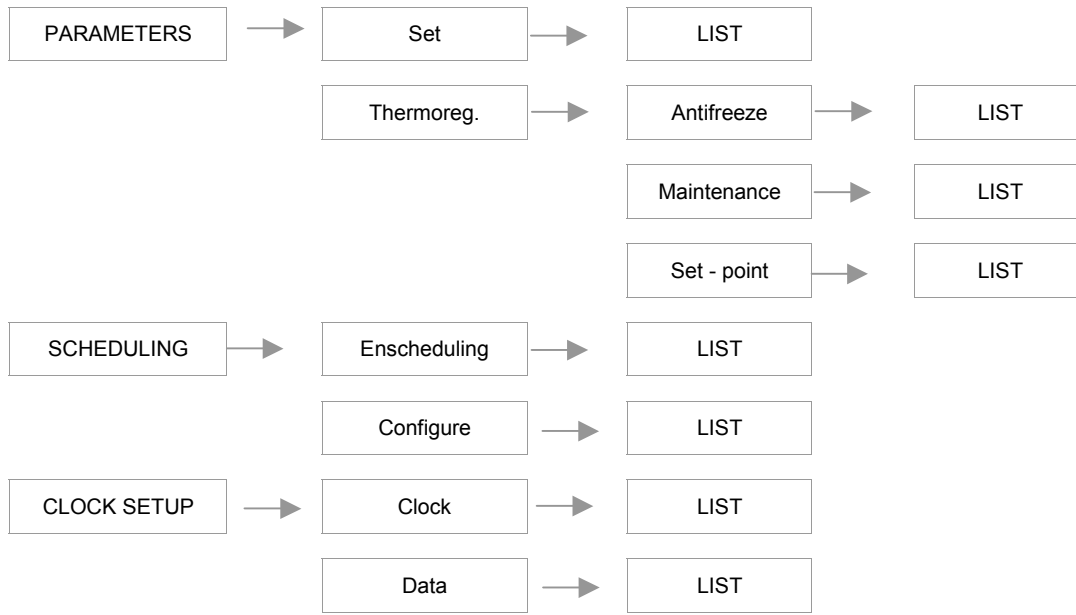 PARAMETERS
Set
LIST
Thermoreg.
Antifreeze
LIST
Maintenance
LIST
Set - point
LIST
SCHEDULING
Enscheduling
LIST
Configure
LIST
CLOCK SETUP
Clock
LIST
Data
LIST